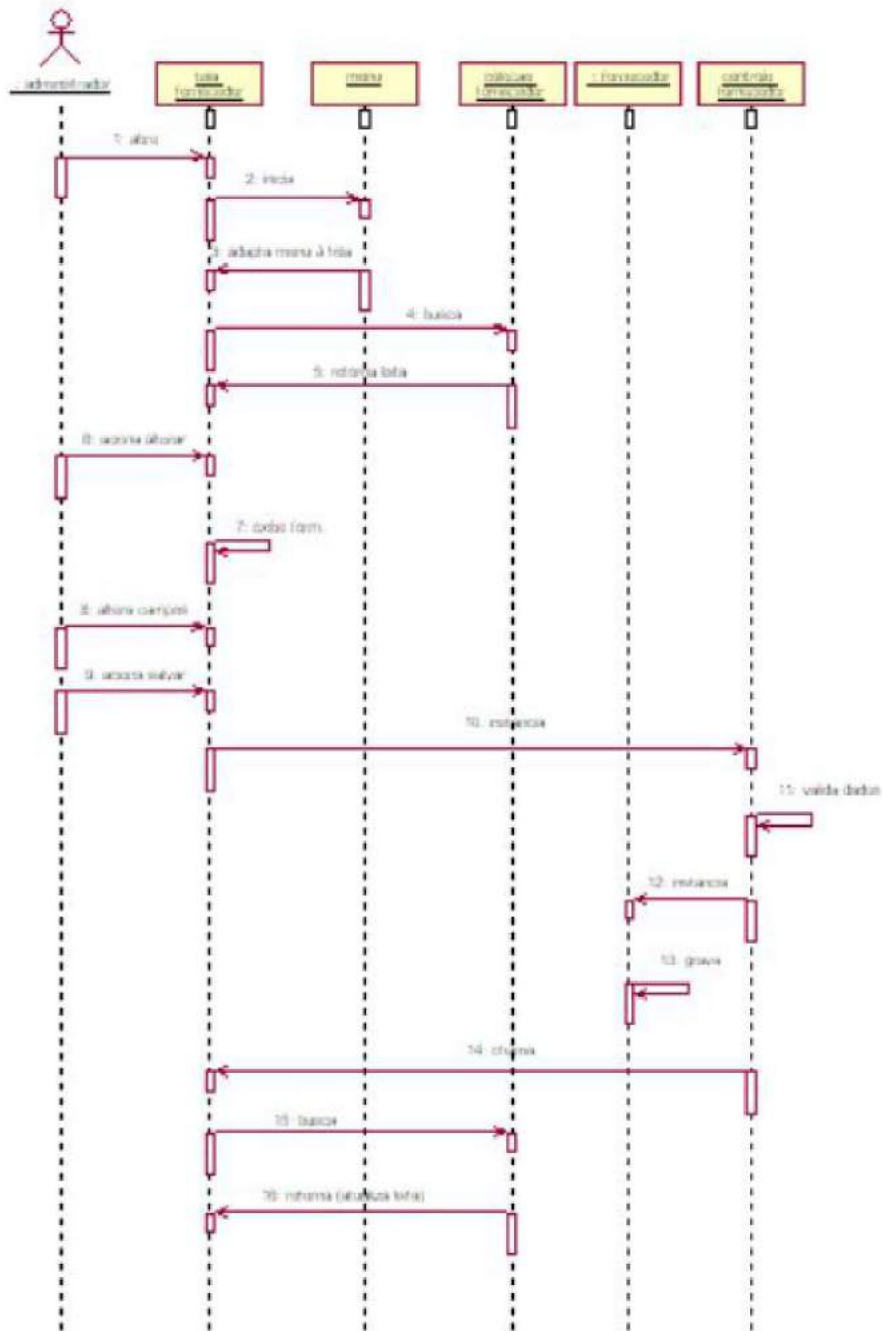 : administrador
tela
fornecedor
menu
fornecedor
: fornecedor
controle
fornecedor
1: abre
2: inicia
3: adapta menu à tela
4: busca
5: retorna lista
6: aciona alterar
7: exibe form.
8: altera campos
9: aciona salvar
10: instancia
11: valida dados
12: instancia
13: grava
14: chama
15: busca
16: retorna (atualiza lista)